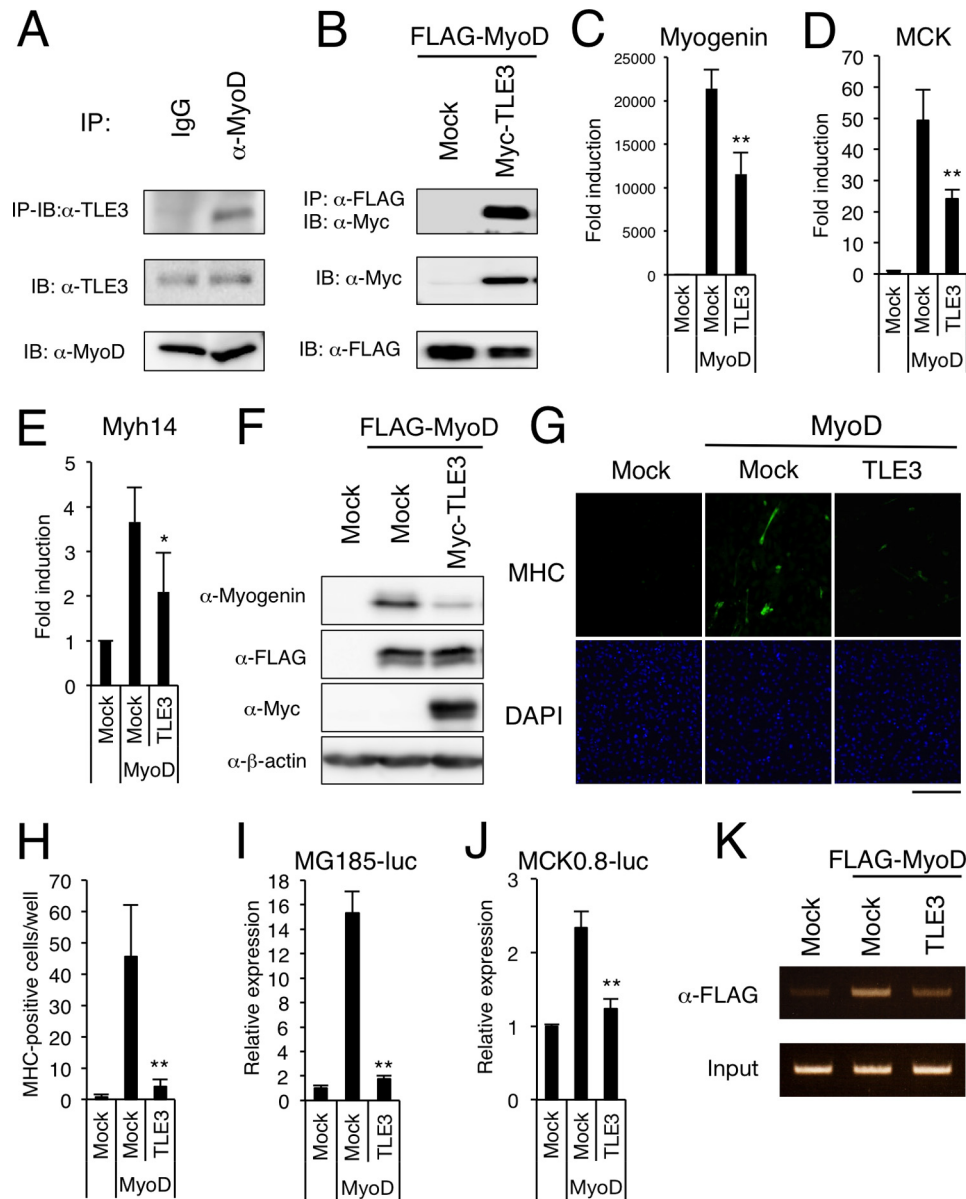 A
IP:
IgG
α-MyoD
IP-IB:α-TLE3
IB: α-TLE3
IB: α-MyoD
B
FLAG-MyoD
Mock
Myc-TLE3
IP: α-FLAG
IB: α-Myc
IB: α-Myc
IB: α-FLAG
C
Myogenin
Fold induction
25000
20000
15000
10000
5000
0
**
Mock
Mock
TLE3
MyoD
D
MCK
Fold induction
70
60
50
40
30
20
10
0
**
Mock
Mock
TLE3
MyoD
E
Myh14
Fold induction
5
4
3
2
1
0
*
Mock
Mock
TLE3
MyoD
F
FLAG-MyoD
Mock
Mock
Myc-TLE3
α-Myogenin
α-FLAG
α-Myc
α-β-actin
G
MyoD
Mock
Mock
TLE3
MHC
DAPI
H
MHC-positive cells/well
70
60
50
40
30
20
10
0
**
Mock
Mock
TLE3
MyoD
I
MG185-luc
Relative expression
18
16
14
12
10
8
6
4
2
0
**
Mock
Mock
TLE3
MyoD
J
MCK0.8-luc
Relative expression
3
2
1
0
**
Mock
Mock
TLE3
MyoD
K
FLAG-MyoD
Mock
Mock
TLE3
α-FLAG
Input